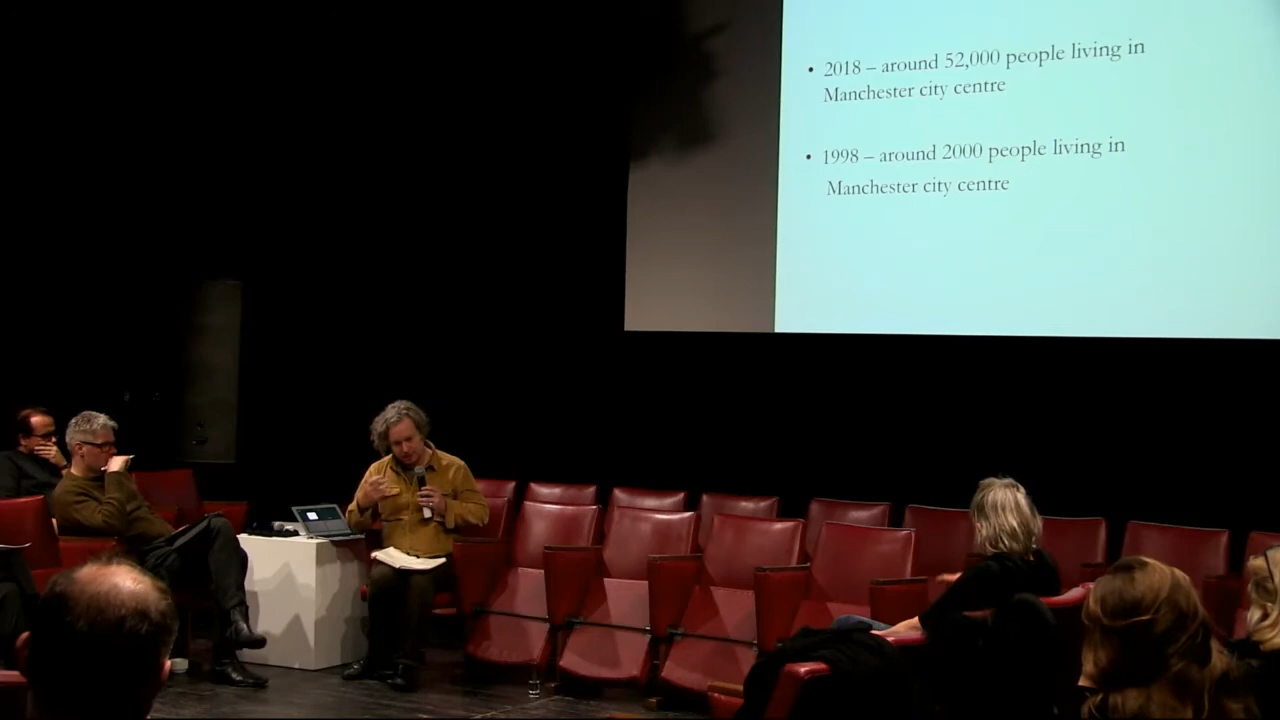 • 2018 – around 52,000 people living in
Manchester city centre
• 1998 – around 2000 people living in
Manchester city centre